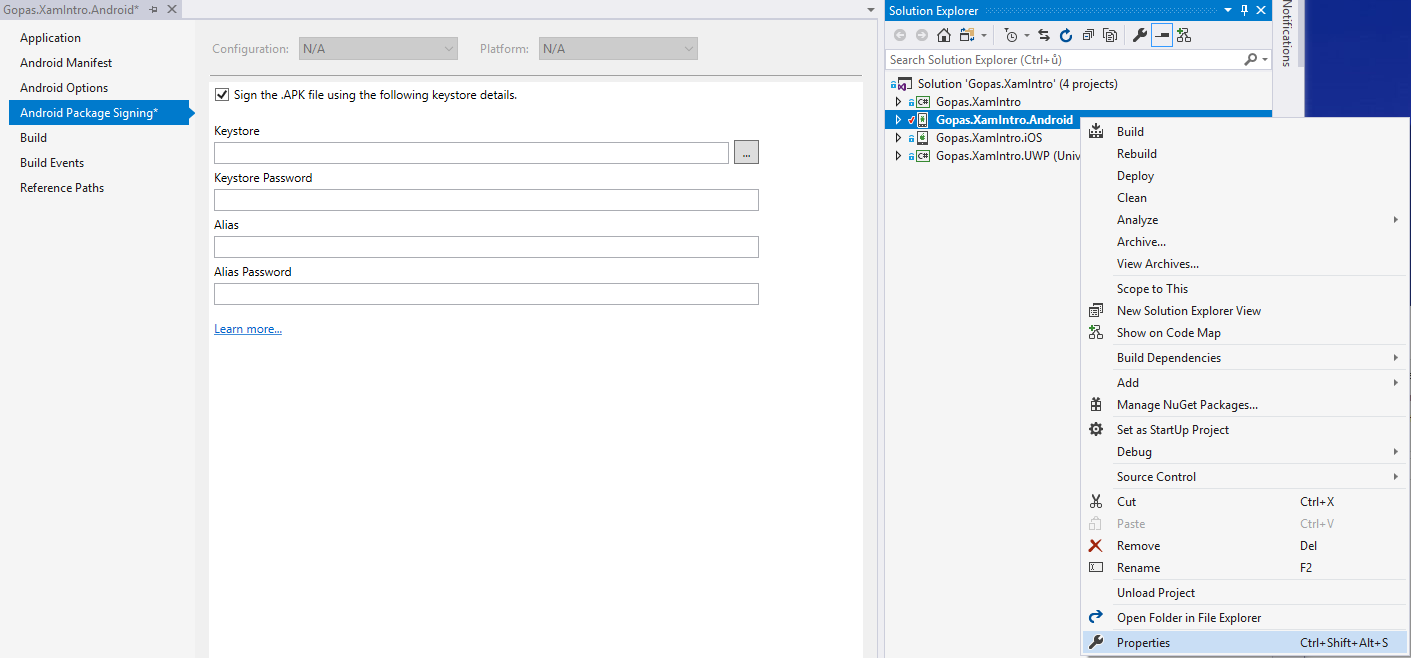 Gopas.XamIntro.Android*
Application
Android Manifest
Android Options
Android Package Signing*
Build
Build Events
Reference Paths
Configuration: N/A Platform: N/A
Sign the .APK file using the following keystore details.
Keystore
...
Keystore Password
Alias
Alias Password
Learn more...
Solution Explorer
Search Solution Explorer (Ctrl+ů)
Solution 'Gopas.XamIntro' (4 projects)
C# Gopas.XamIntro
Gopas.XamIntro.Android
Gopas.XamIntro.iOS
C# Gopas.XamIntro.UWP (Univ
Notifications
Build
Rebuild
Deploy
Clean
Analyze
Archive...
View Archives...
Scope to This
New Solution Explorer View
Show on Code Map
Build Dependencies
Add
Manage NuGet Packages...
Set as StartUp Project
Debug
Source Control
Cut Ctrl+X
Paste Ctrl+V
Remove Del
Rename F2
Unload Project
Open Folder in File Explorer
Properties Ctrl+Shift+Alt+S